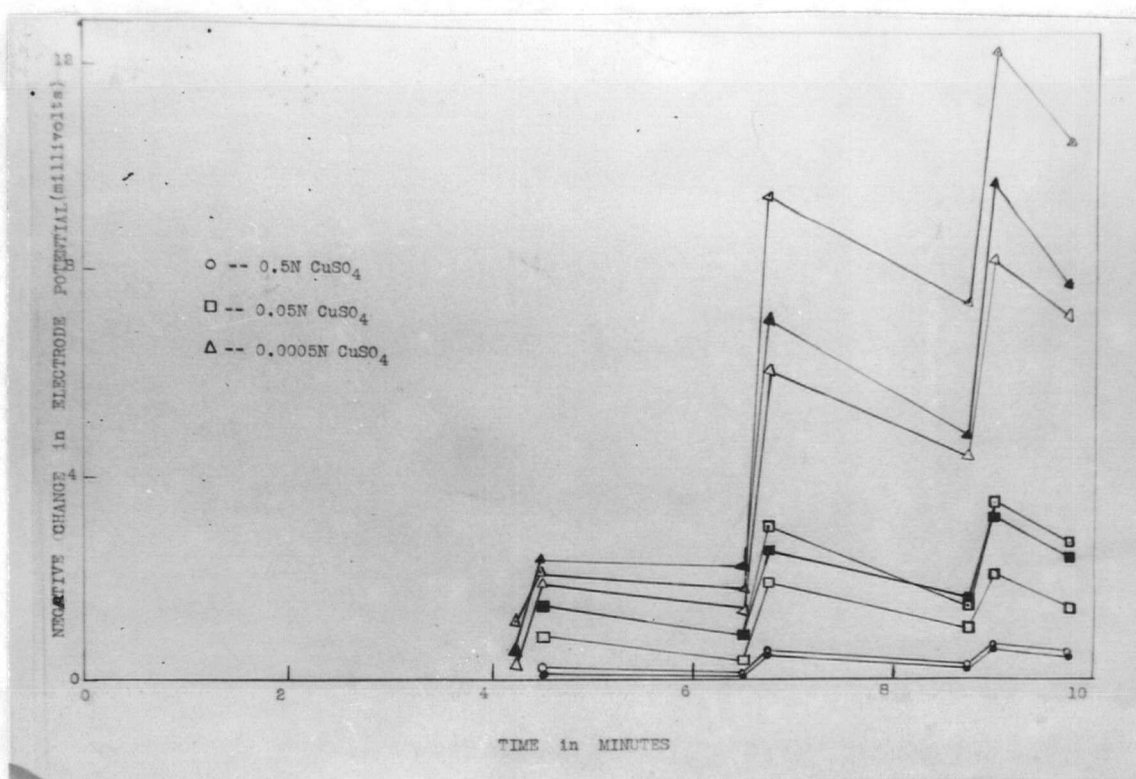 NEGATIVE CHANGE in ELECTRODE POTENTIAL(millivolts)
12
8
4
0
○ -- 0.5N CuSO4
□ -- 0.05N CuSO4
△ -- 0.0005N CuSO4
0 2 4 6 8 10
TIME in MINUTES